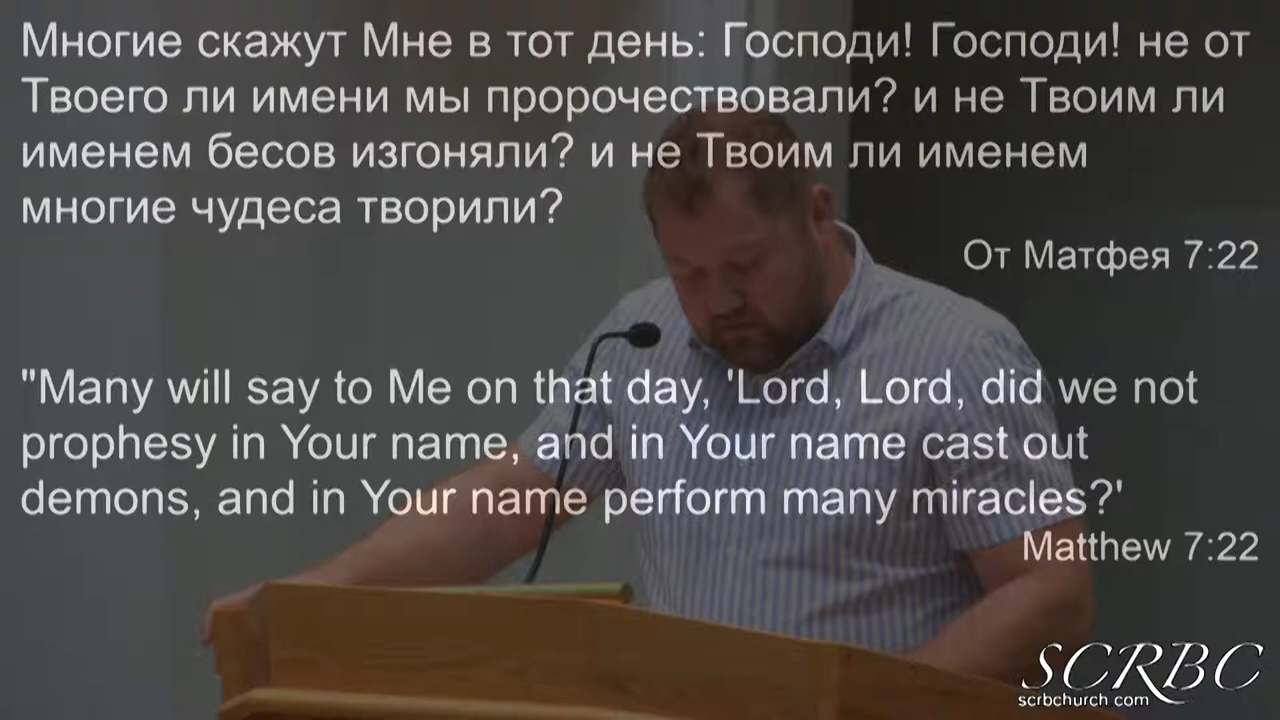 Многие скажут Мне в тот день: Господи! Господи! не от
Твоего ли имени мы пророчествовали? и не Твоим ли
именем бесов изгоняли? и не Твоим ли именем
многие чудеса творили?
От Матфея 7:22
"Many will say to Me on that day, 'Lord, Lord, did we not
prophesy in Your name, and in Your name cast out
demons, and in Your name perform many miracles?'
Matthew 7:22
SCRBC
scrbchurch com